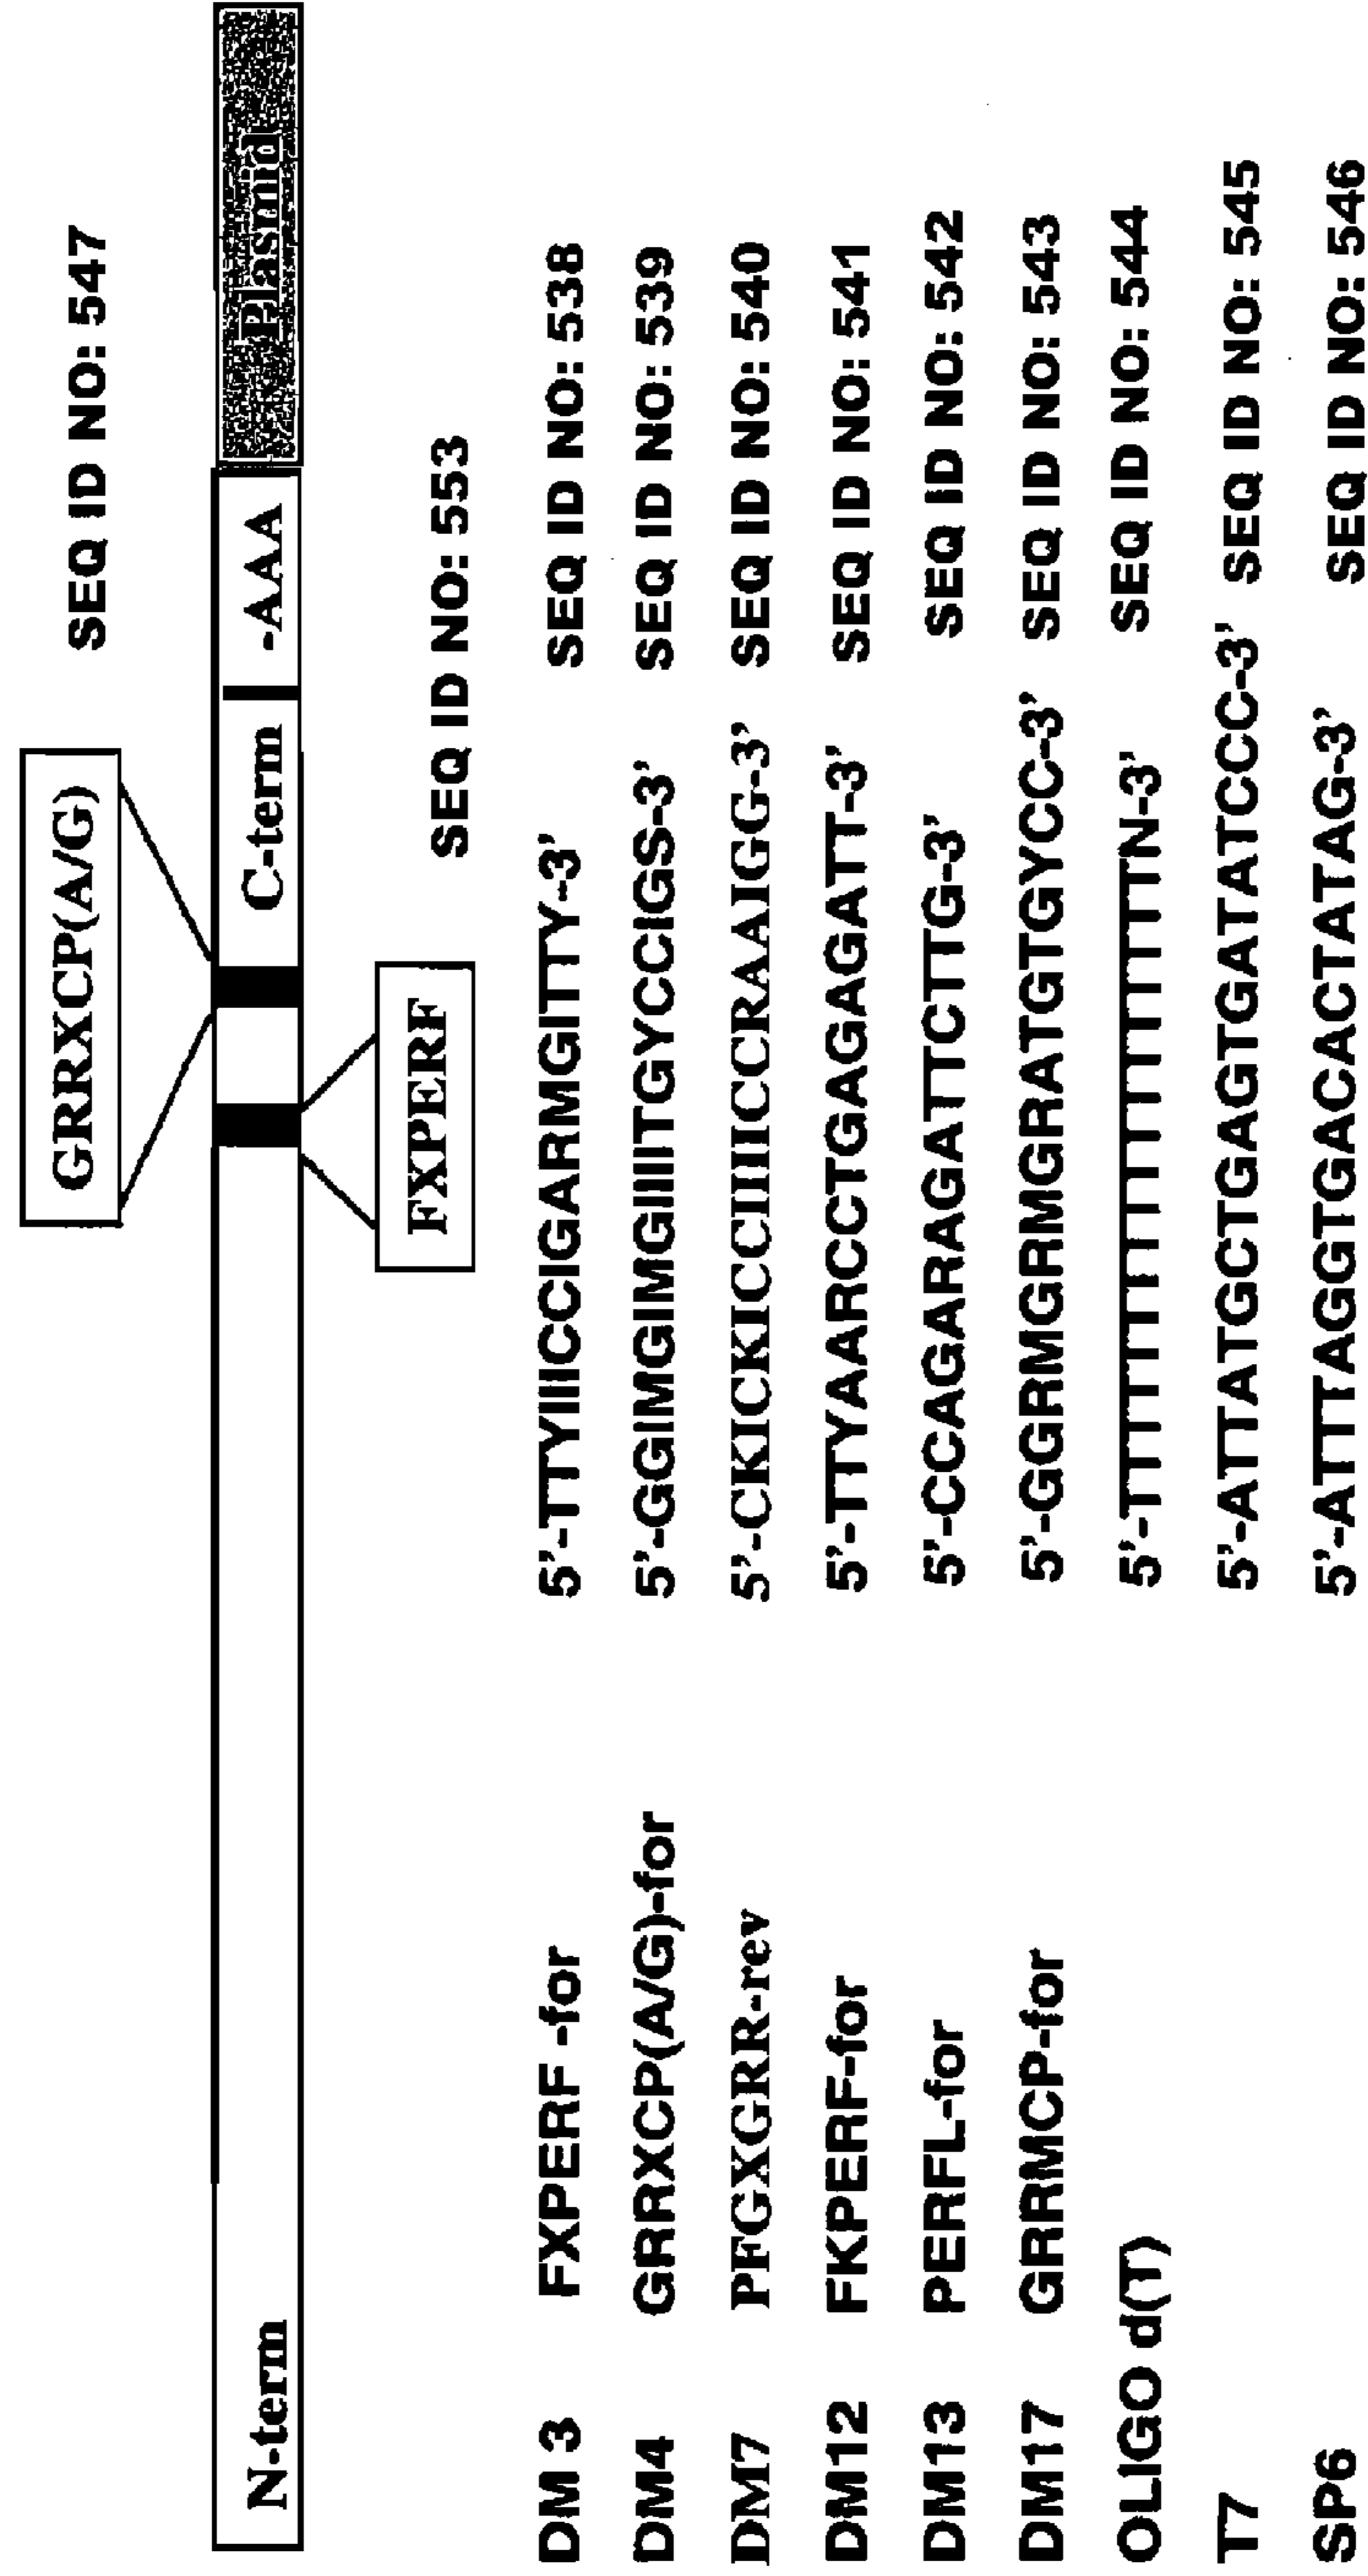 SEQ ID NO: 547
GRRXCP(A/G)
N-term C-term -AAA Plasmid
FXPERF
SEQ ID NO: 553
DM 3 FXPERF -for 5'-TTYIIICCIGARMGITTY-3' SEQ ID NO: 538
DM4 GRRXCP(A/G)-for 5'-GGIMGIMGIIIITGYCCIGS-3' SEQ ID NO: 539
DM7 PFGXGRR-rev 5'-CKICKICCIIIICCRAAIGG-3' SEQ ID NO: 540
DM12 FKPERF-for 5'-TTYAARCCTGAGAGATT-3' SEQ ID NO: 541
DM13 PERFL-for 5'-CCAGARAGATTCTTG-3' SEQ ID NO: 542
DM17 GRRMCP-for 5'-GGRMGRMGRATGTGYCC-3' SEQ ID NO: 543
OLIGO d(T) 5'-TTTTTTTTTTTTTTTTTTN-3' SEQ ID NO: 544
T7 5'-ATTATGCTGAGTGATATCCC-3' SEQ ID NO: 545
SP6 5'-ATTTAGGTGACACTATAG-3' SEQ ID NO: 546